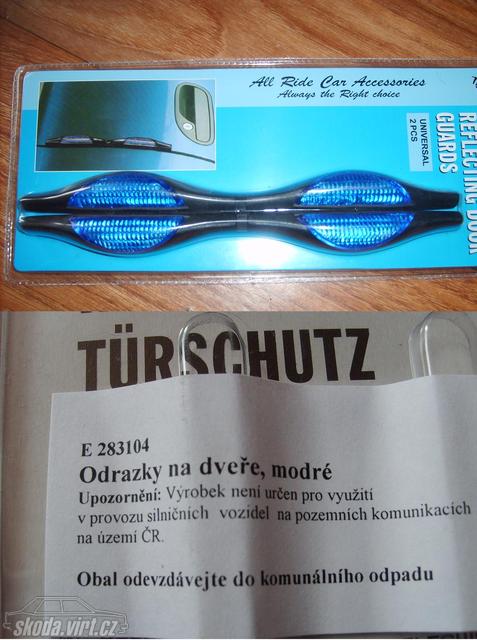 All Ride Car Accessories
Always the Right choice
REFLECTING DOOR
GUARDS
UNIVERSAL
2 PCS
TÜRSCHUTZ
E 283104
Odrazky na dveře, modré
Upozornění: Výrobek není určen pro využití
v provozu silničních vozidel na pozemních komunikacích
na území ČR.
Obal odevzdávejte do komunálního odpadu
skoda.virt.cz